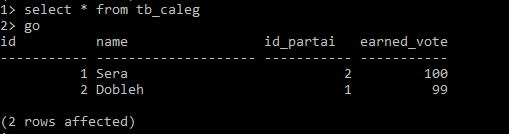 1> select * from tb_caleg
2> go
id          name                 id_partai   earned_vote
----------- -------------------- ----------- -----------
          1 Sera                           2         100
          2 Dobleh                         1          99
(2 rows affected)